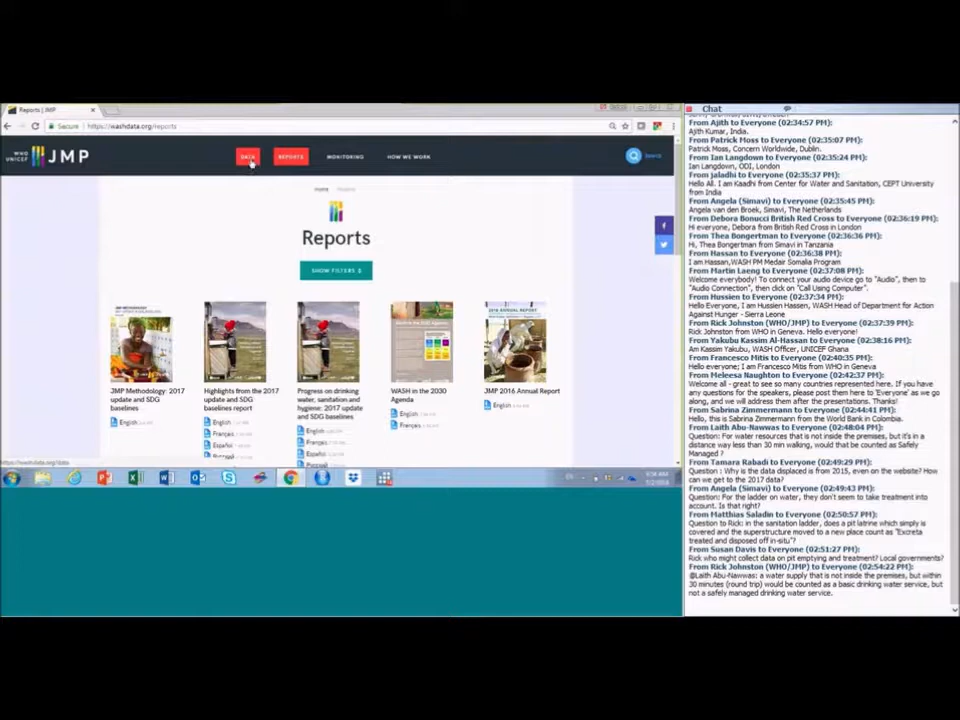 Reports | JMP
Secure https://washdata.org/reports
WHO
UNICEF JMP
DATA REPORTS MONITORING HOW WE WORK Search
Home
Reports
SHOW FILTERS
JMP Methodology: 2017
update and SDG
baselines
English
Highlights from the 2017
update and SDG
baselines report
English
Français
Español
Progress on drinking
water, sanitation and
hygiene: 2017 update
and SDG baselines
English
Français
Español
WASH in the 2030
Agenda
English
Français
JMP 2016 Annual Report
English
https://washdata.org/data
Chat
From Ajith to Everyone (02:34:57 PM):
Ajith Kumar, India.
From Patrick Moss to Everyone (02:35:07 PM):
Patrick Moss, Concern Worldwide, Dublin.
From Ian Langdown to Everyone (02:35:24 PM):
Ian Langdown, ODI, London
From jaladhi to Everyone (02:35:37 PM):
Hello All. I am Kaadhi from Center for Water and Sanitation, CEPT University
from India
From Angela (Simavi) to Everyone (02:35:45 PM):
Angela van den Broek, Simavi, The Netherlands
From Debora Bonucci British Red Cross to Everyone (02:36:19 PM):
Hi everyone, Debora from British Red Cross in London
From Thea Bongertman to Everyone (02:36:36 PM):
Hi, Thea Bongertman from Simavi in Tanzania
From Hassan to Everyone (02:36:38 PM):
I am Hassan,WASH PM Medair Somalia Program
From Martin Laeng to Everyone (02:37:08 PM):
Welcome everybody! To connect your audio device go to "Audio", then to
"Audio Connection", then click on "Call Using Computer".
From Hussien to Everyone (02:37:34 PM):
Hello Everyone, I am Hussien Hassen, WASH Head of Department for Action
Against Hunger - Sierra Leone
From Rick Johnston (WHO/JMP) to Everyone (02:37:39 PM):
Rick Johnston from WHO in Geneva. Hello everyone!
From Yakubu Kassim Al-Hassan to Everyone (02:38:16 PM):
Am Kassim Yakubu, WASH Officer, UNICEF Ghana
From Francesco Mitis to Everyone (02:40:35 PM):
Hello everyone; I am Francesco Mitis from WHO in Geneva
From Meleesa Naughton to Everyone (02:42:37 PM):
Welcome all - great to see so many countries represented here. If you have
any questions for the speakers, please post them here to 'Everyone' as we go
along, and we will address them after the presentations. Thanks!
From Sabrina Zimmermann to Everyone (02:44:41 PM):
Hello, this is Sabrina Zimmermann from the World Bank in Colombia.
From Laith Abu-Nawwas to Everyone (02:48:04 PM):
Question: For water resources that is not inside the premises, but it's in a
distance way less than 30 min walking, would that be counted as Safely
Managed ?
From Tamara Rabadi to Everyone (02:49:29 PM):
Question : Why is the data displaced is from 2015, even on the website? How
can we get to the 2017 data?
From Angela (Simavi) to Everyone (02:49:43 PM):
Question: For the ladder on water, they don't seem to take treatment into
account. Is that right?
From Matthias Saladin to Everyone (02:50:57 PM):
Question to Rick: in the sanitation ladder, does a pit latrine which simply is
covered and the superstructure moved to a new place count as "Excreta
treated and disposed off in-situ"?
From Susan Davis to Everyone (02:51:27 PM):
Rick who might collect data on pit emptying and treatment? Local governments?
From Rick Johnston (WHO/JMP) to Everyone (02:54:22 PM):
@Laith Abu-Nawwas: a water supply that is not inside the premises, but within
30 minutes (round trip) would be counted as a basic drinking water service, but
not a safely managed drinking water service.